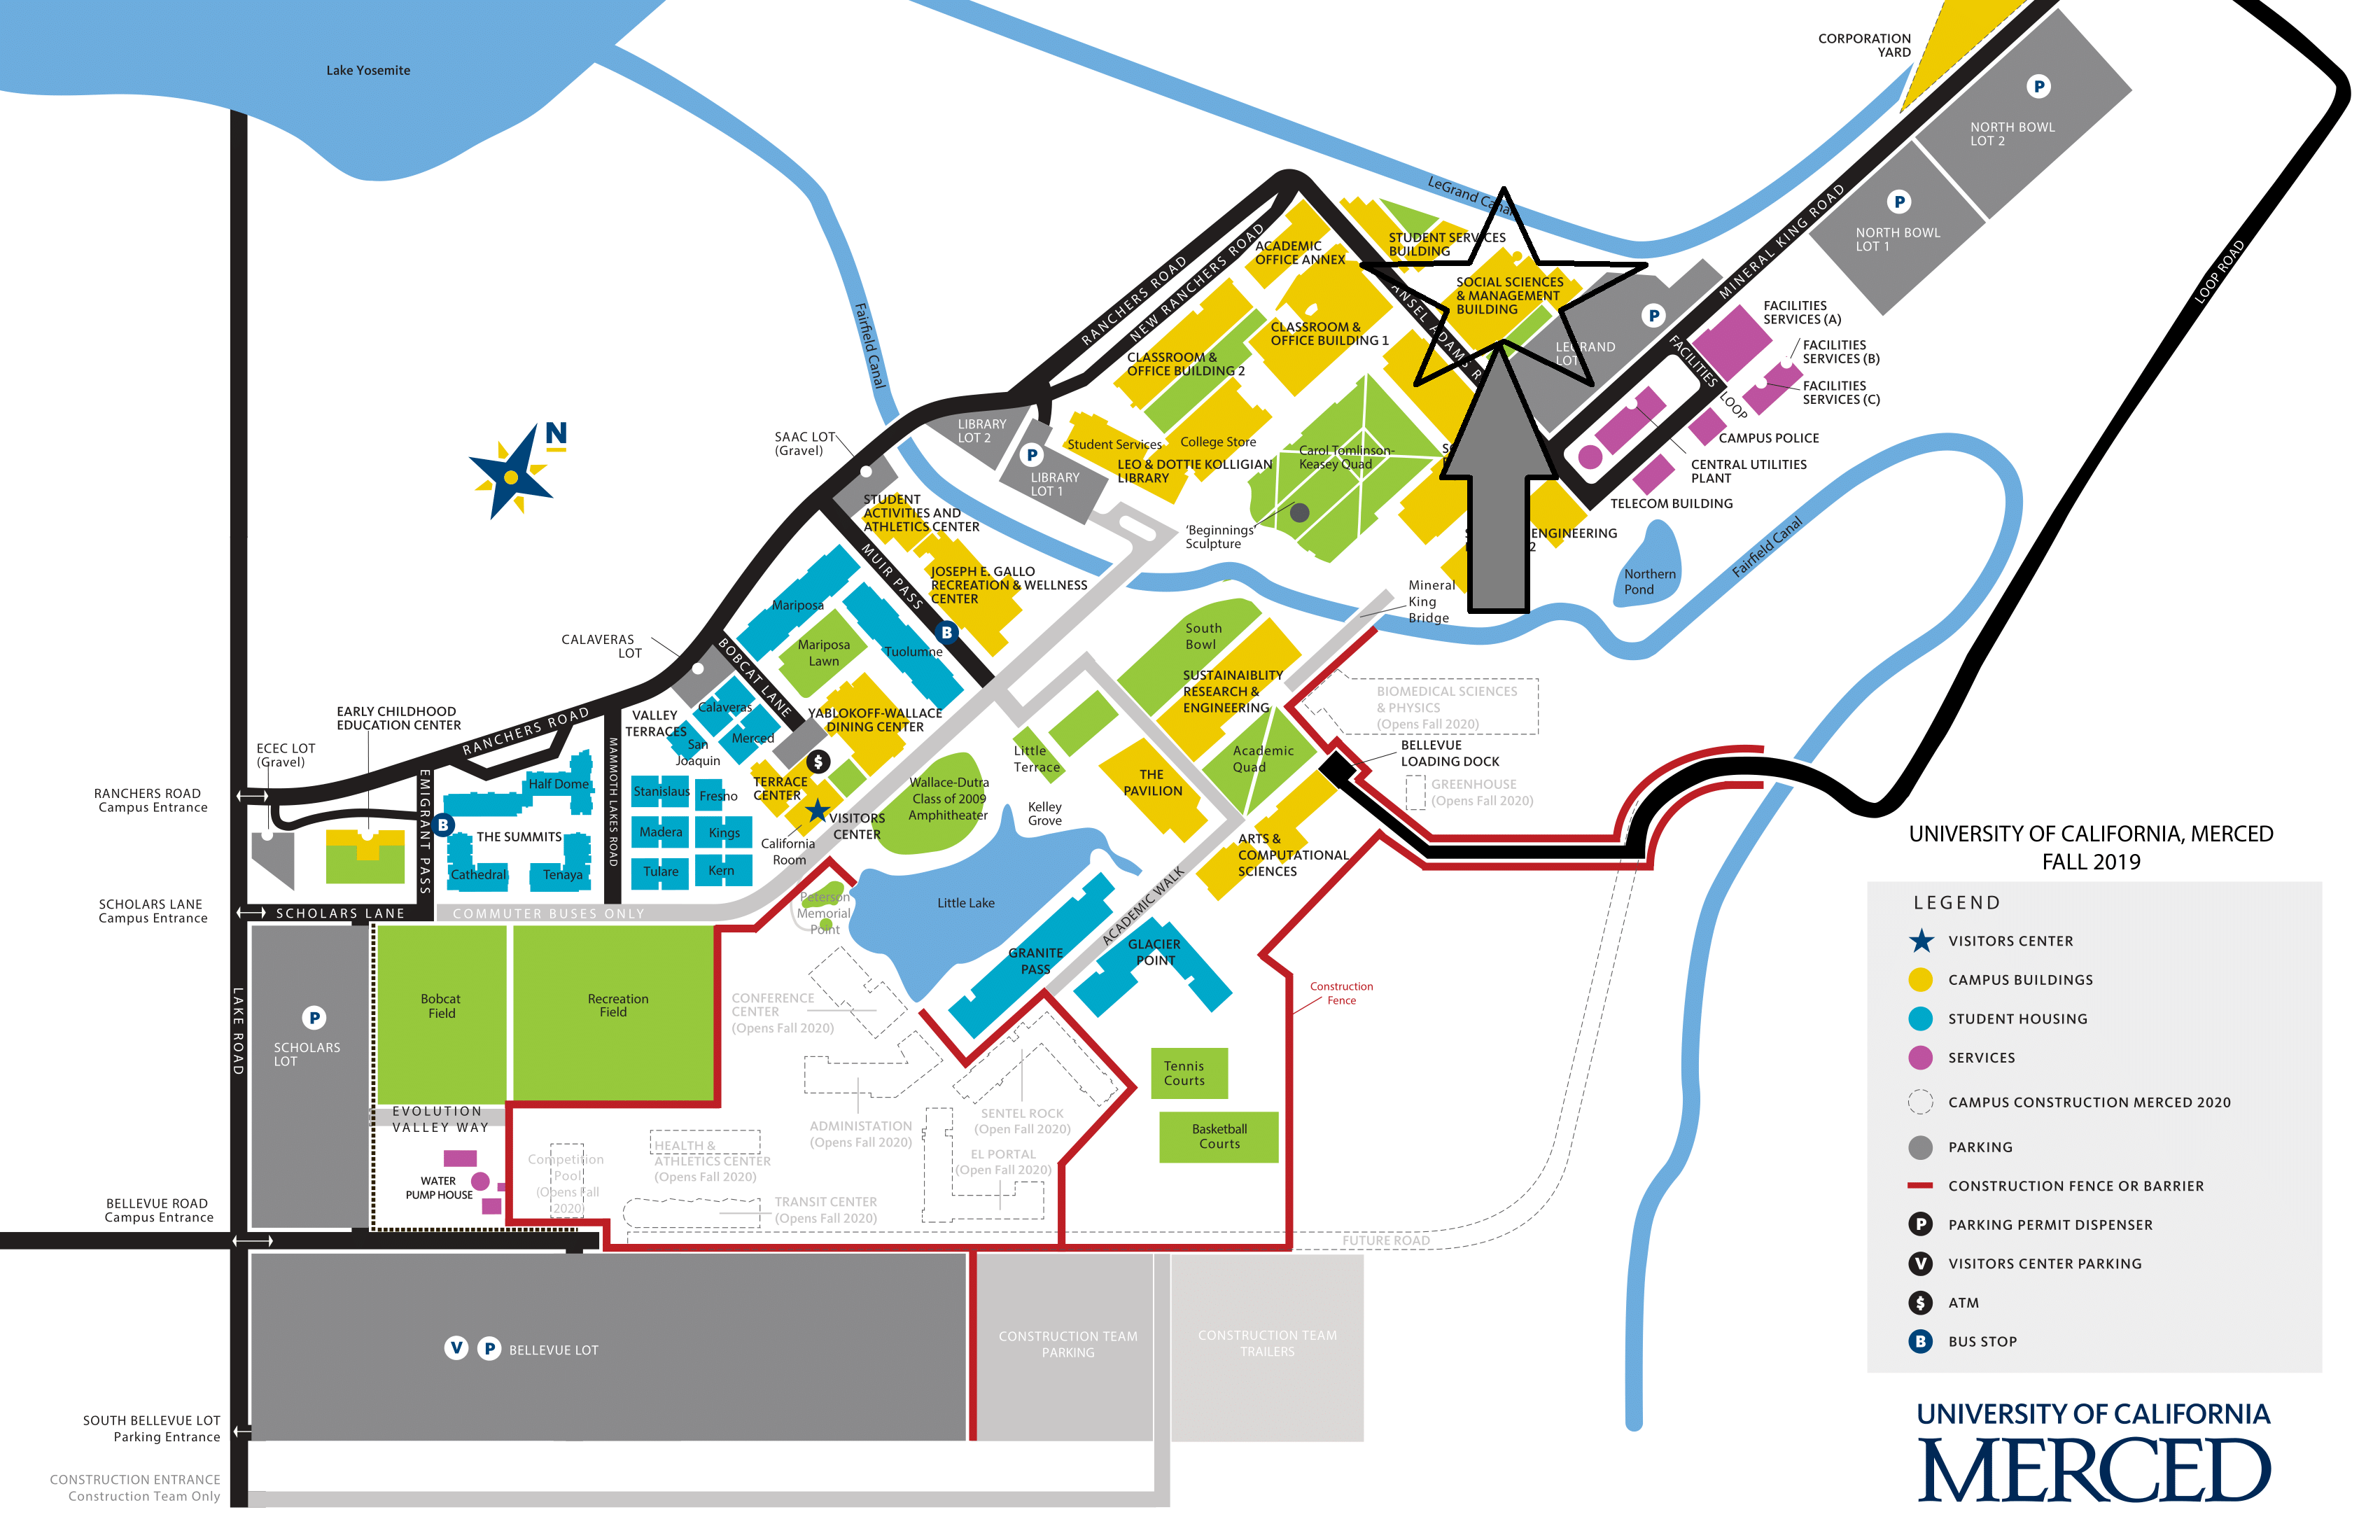 Lake Yosemite
CORPORATION
YARD
NORTH BOWL
LOT 2
LeGrand Canal
NORTH BOWL
LOT 1
MINERAL KING ROAD
LOOP ROAD
STUDENT SERVICES
BUILDING
ACADEMIC
OFFICE ANNEX
RANCHERS ROAD
NEW RANCHERS ROAD
SOCIAL SCIENCES
& MANAGEMENT
BUILDING
ANSEL ADAMS R
CLASSROOM &
OFFICE BUILDING 1
CLASSROOM &
OFFICE BUILDING 2
LEGRAND
LOT
FACILITIES
SERVICES (A)
FACILITIES
SERVICES (B)
FACILITIES
SERVICES (C)
FACILITIES
LOOP
CAMPUS POLICE
CENTRAL UTILITIES
PLANT
TELECOM BUILDING
Fairfield Canal
N
SAAC LOT
(Gravel)
LIBRARY
LOT 2
LIBRARY
LOT 1
Student Services
College Store
LEO & DOTTIE KOLLIGIAN
LIBRARY
Carol Tomlinson-
Keasey Quad
'Beginnings'
Sculpture
ENGINEERING
2
Fairfield Canal
Northern
Pond
STUDENT
ACTIVITIES AND
ATHLETICS CENTER
MUIR PASS
JOSEPH E. GALLO
RECREATION & WELLNESS
CENTER
Mineral
King
Bridge
Mariposa
Mariposa
Lawn
Tuolumne
CALAVERAS
LOT
BOBCAT LANE
South
Bowl
SUSTAINAIBLITY
RESEARCH &
ENGINEERING
BIOMEDICAL SCIENCES
& PHYSICS
(Opens Fall 2020)
EARLY CHILDHOOD
EDUCATION CENTER
ECEC LOT
(Gravel)
RANCHERS ROAD
VALLEY
TERRACES
Calaveras
San
Joaquin
Merced
YABLOKOFF-WALLACE
DINING CENTER
Little
Terrace
Academic
Quad
BELLEVUE
LOADING DOCK
GREENHOUSE
(Opens Fall 2020)
RANCHERS ROAD
Campus Entrance
EMIGRANT PASS
Half Dome
THE SUMMITS
Cathedral
Tenaya
MAMMOTH LAKES ROAD
Stanislaus
Fresno
Madera
Kings
Tulare
Kern
TERRACE
CENTER
VISITORS
CENTER
California
Room
Wallace-Dutra
Class of 2009
Amphitheater
Kelley
Grove
THE
PAVILION
ARTS &
COMPUTATIONAL
SCIENCES
SCHOLARS LANE
Campus Entrance
SCHOLARS LANE
COMMUTER BUSES ONLY
Peterson
Memorial
Point
Little Lake
ACADEMIC WALK
GRANITE
PASS
GLACIER
POINT
LAKE ROAD
SCHOLARS
LOT
Bobcat
Field
Recreation
Field
CONFERENCE
CENTER
(Opens Fall 2020)
Construction
Fence
EVOLUTION
VALLEY WAY
ADMINISTATION
(Opens Fall 2020)
SENTEL ROCK
(Open Fall 2020)
EL PORTAL
(Open Fall 2020)
Tennis
Courts
Basketball
Courts
WATER
PUMP HOUSE
Competition
Pool
(Opens Fall
2020)
HEALTH &
ATHLETICS CENTER
(Opens Fall 2020)
TRANSIT CENTER
(Opens Fall 2020)
FUTURE ROAD
BELLEVUE ROAD
Campus Entrance
V P BELLEVUE LOT
CONSTRUCTION TEAM
PARKING
CONSTRUCTION TEAM
TRAILERS
SOUTH BELLEVUE LOT
Parking Entrance
CONSTRUCTION ENTRANCE
Construction Team Only
UNIVERSITY OF CALIFORNIA, MERCED
FALL 2019
LEGEND
VISITORS CENTER
CAMPUS BUILDINGS
STUDENT HOUSING
SERVICES
CAMPUS CONSTRUCTION MERCED 2020
PARKING
CONSTRUCTION FENCE OR BARRIER
P PARKING PERMIT DISPENSER
V VISITORS CENTER PARKING
$ ATM
B BUS STOP
UNIVERSITY OF CALIFORNIA
MERCED